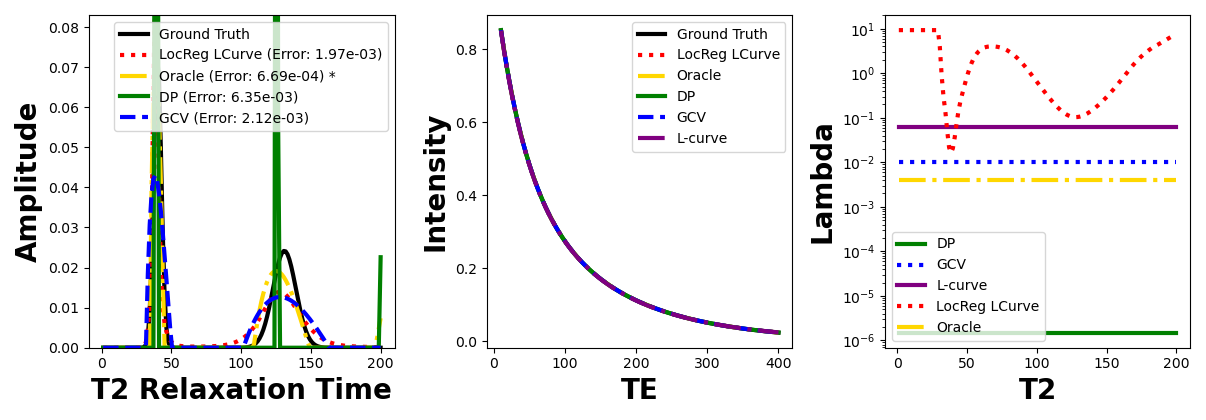 0.08
0.07
0.06
0.05
0.04
0.03
0.02
0.01
0.00
Amplitude
Ground Truth
LocReg LCurve (Error: 1.97e-03)
Oracle (Error: 6.69e-04) *
DP (Error: 6.35e-03)
GCV (Error: 2.12e-03)
0 50 100 150 200
T2 Relaxation Time
0.8
0.6
0.4
0.2
0.0
Intensity
Ground Truth
LocReg LCurve
Oracle
DP
GCV
L-curve
0 100 200 300 400
TE
10^1
10^0
10^-1
10^-2
10^-3
10^-4
10^-5
10^-6
Lambda
DP
GCV
L-curve
LocReg LCurve
Oracle
0 50 100 150 200
T2